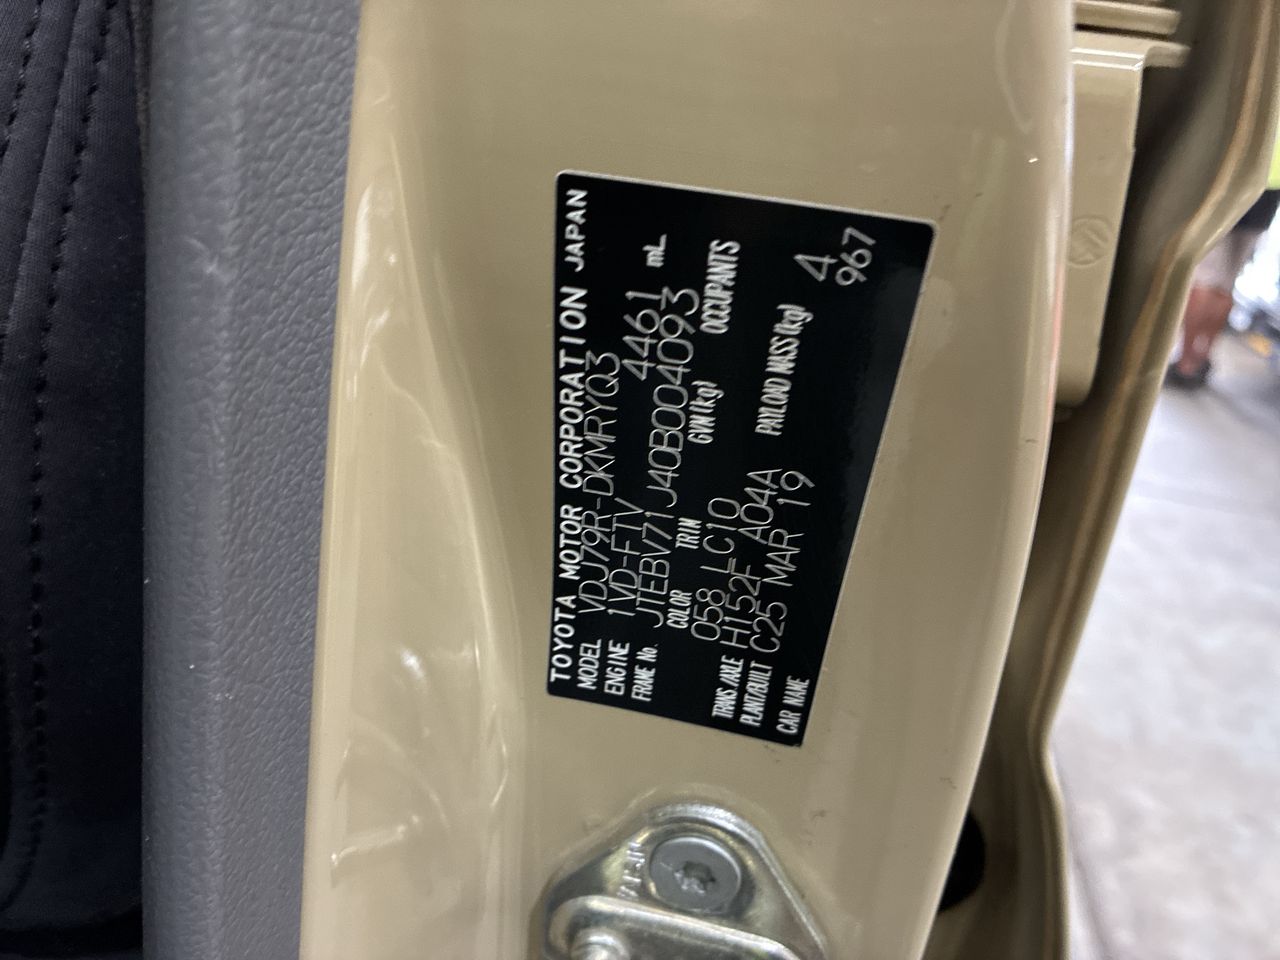 TOYOTA MOTOR CORPORATION JAPAN
MODEL VDJ79R-DKMRYQ3
ENGINE 1VD-FTV 4461 mL
FRAME No. JTEBV71J40B004093
COLOR TRIM GVM(kg) OCCUPANTS
058 LC10 4
TRANS./AXLE H152F A04A PAYLOAD MASS(kg) 967
PLANT/BUILT C25 MAR 19
CAR NAME